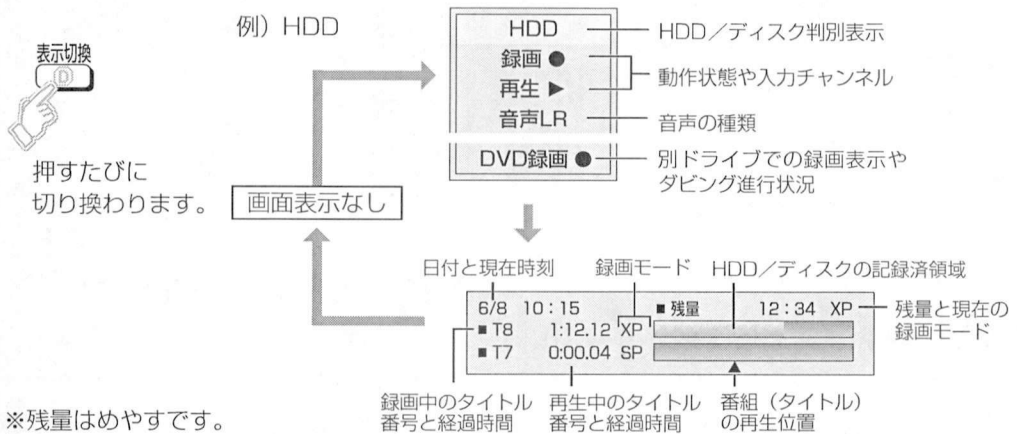 例）HDD
表示切換
D
押すたびに
切り換わります。
画面表示なし
HDD
録画 ●
再生 ▶
音声LR
DVD録画 ●
HDD／ディスク判別表示
動作状態や入力チャンネル
音声の種類
別ドライブでの録画表示や
ダビング進行状況
日付と現在時刻
録画モード
HDD／ディスクの記録済領域
6/8 10：15 ■ 残量 12：34 XP
■ T8 1:12.12 XP
■ T7 0:00.04 SP
残量と現在の
録画モード
録画中のタイトル
番号と経過時間
再生中のタイトル
番号と経過時間
番組（タイトル）
の再生位置
※残量はめやすです。